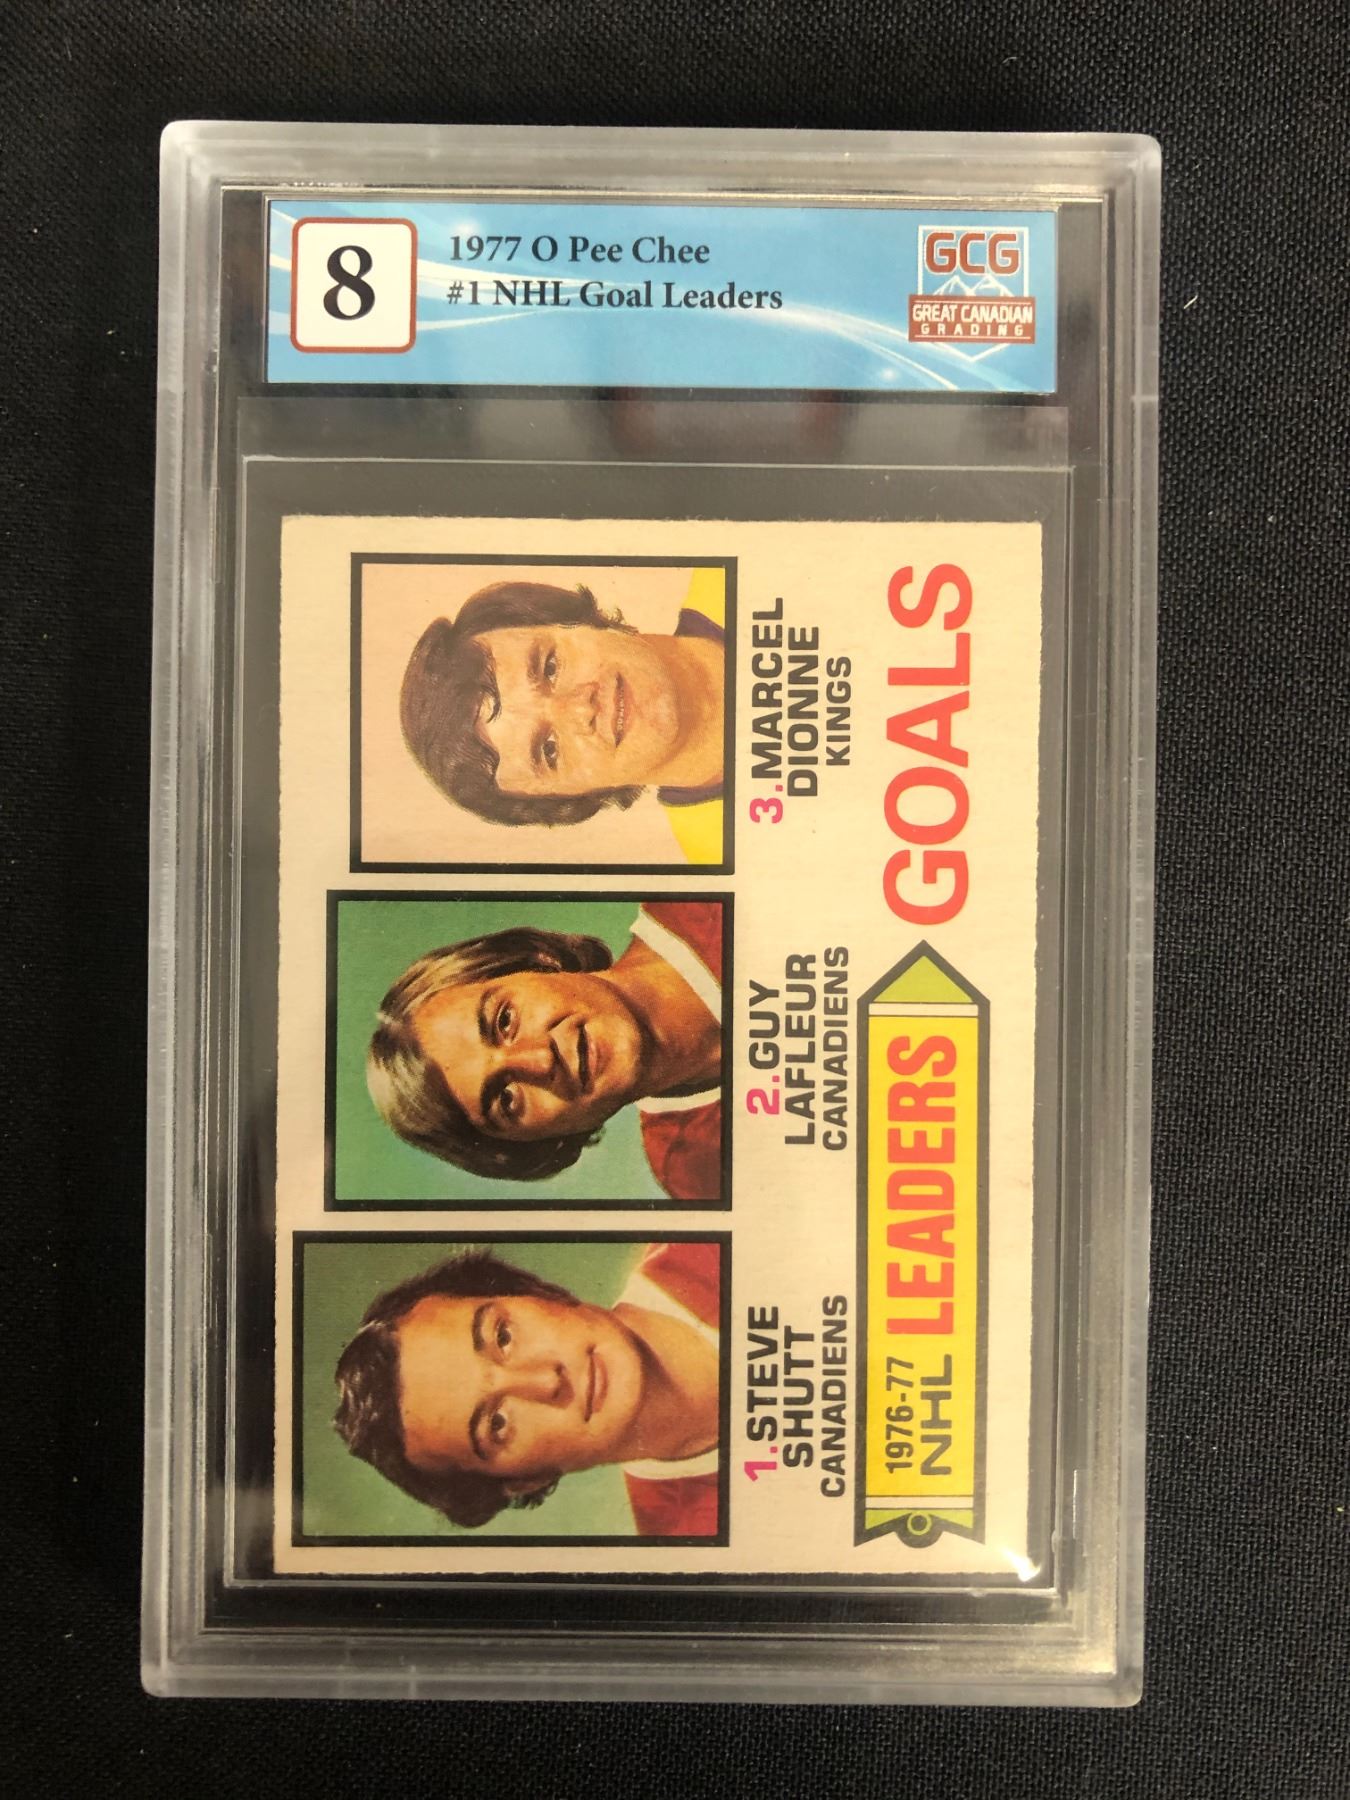 8
1977 O Pee Chee
#1 NHL Goal Leaders
GCG
GREAT CANADIAN
GRADING
1.STEVE
SHUTT
CANADIENS
2.GUY
LAFLEUR
CANADIENS
3.MARCEL
DIONNE
KINGS
1976-77
NHL LEADERS
GOALS